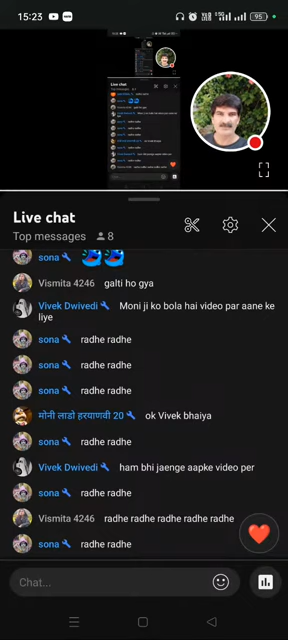 15:23
95
Live chat
Top messages 8
sona
Vismita 4246 galti ho gya
Vivek Dwivedi Moni ji ko bola hai video par aane ke
liye
sona radhe radhe
sona radhe radhe
sona radhe radhe
मोनी लाडो हरयाणवी 20 ok Vivek bhaiya
sona radhe radhe
Vivek Dwivedi ham bhi jaenge aapke video per
sona radhe radhe
Vismita 4246 radhe radhe radhe radhe radhe
sona radhe radhe
Chat...